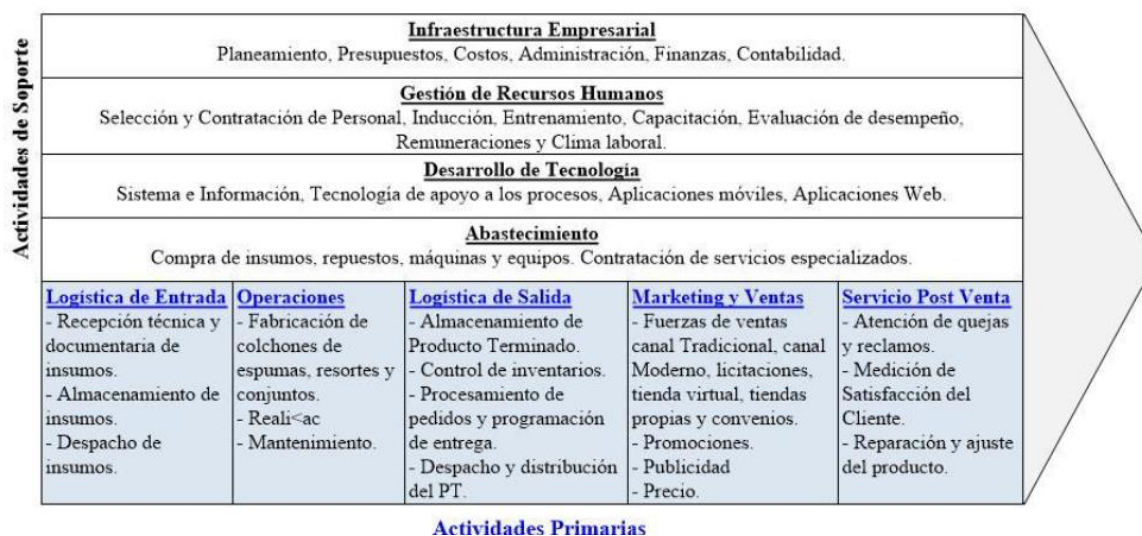 Actividades de Soporte
Infraestructura Empresarial
Planeamiento, Presupuestos, Costos, Administración, Finanzas, Contabilidad.
Gestión de Recursos Humanos
Selección y Contratación de Personal, Inducción, Entrenamiento, Capacitación, Evaluación de desempeño,
Remuneraciones y Clima laboral.
Desarrollo de Tecnología
Sistema e Información, Tecnología de apoyo a los procesos, Aplicaciones móviles, Aplicaciones Web.
Abastecimiento
Compra de insumos, repuestos, máquinas y equipos. Contratación de servicios especializados.
Logística de Entrada
- Recepción técnica y
documentaria de
insumos.
- Almacenamiento de
insumos.
- Despacho de
insumos.
Operaciones
- Fabricación de
colchones de
espumas, resortes y
conjuntos.
- Reali<ac
- Mantenimiento.
Logística de Salida
- Almacenamiento de
Producto Terminado.
- Control de inventarios.
- Procesamiento de
pedidos y programación
de entrega.
- Despacho y distribución
del PT.
Marketing y Ventas
- Fuerzas de ventas
canal Tradicional, canal
Moderno, licitaciones,
tienda virtual, tiendas
propias y convenios.
- Promociones.
- Publicidad
- Precio.
Servicio Post Venta
- Atención de quejas
y reclamos.
- Medición de
Satisfacción del
Cliente.
- Reparación y ajuste
del producto.
Actividades Primarias